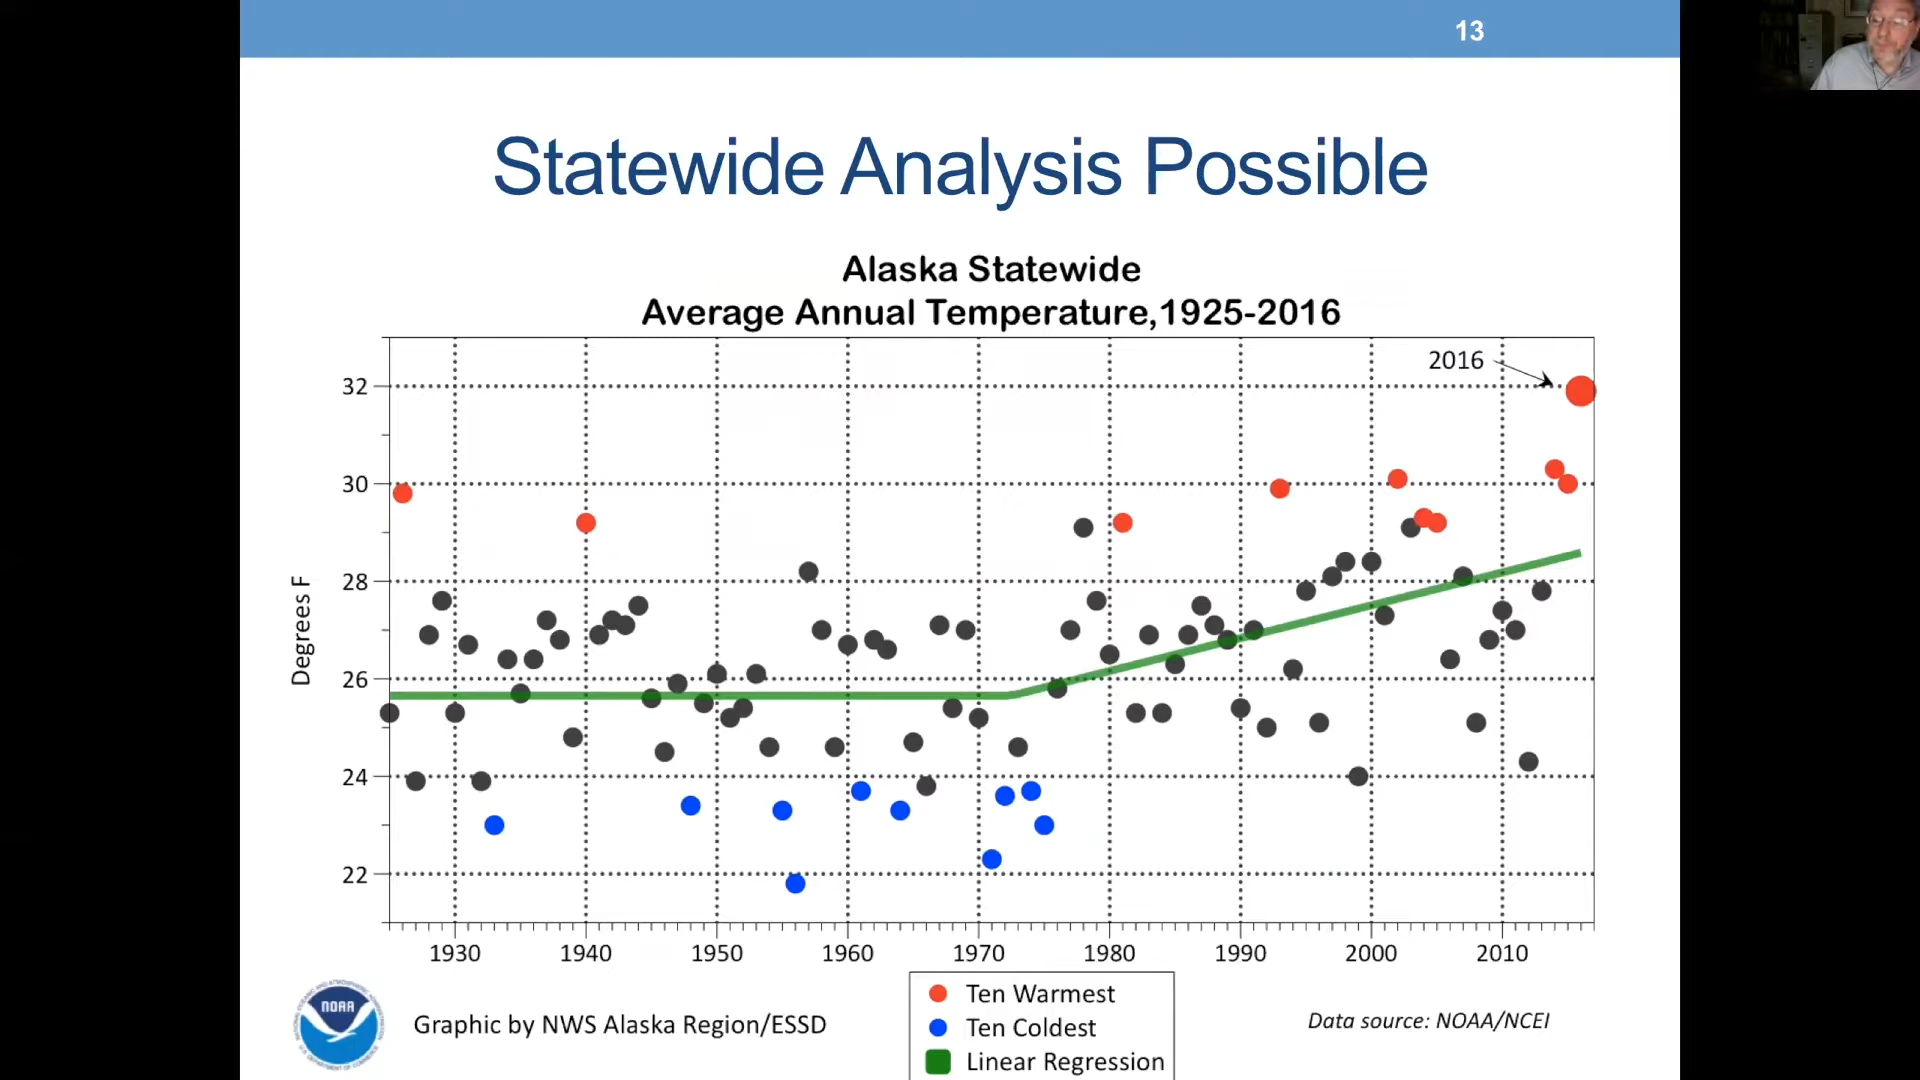 13
Statewide Analysis Possible
Alaska Statewide
Average Annual Temperature,1925-2016
2016
32
30
28
26
24
22
Degrees F
1930 1940 1950 1960 1970 1980 1990 2000 2010
NOAA
Graphic by NWS Alaska Region/ESSD
Ten Warmest
Ten Coldest
Linear Regression
Data source: NOAA/NCEI